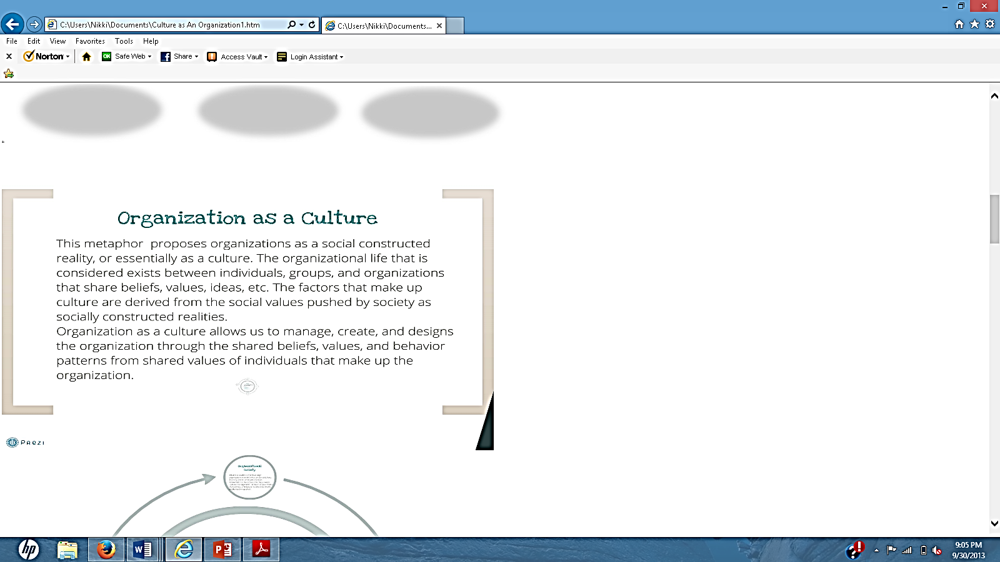 C:\Users\Nikki\Documents\Culture as An Organization1.htm
C:\Users\Nikki\Documents...
File Edit View Favorites Tools Help
x Norton OK Safe Web f Share Access Vault Login Assistant
Organization as a Culture
This metaphor proposes organizations as a social constructed
reality, or essentially as a culture. The organizational life that is
considered exists between individuals, groups, and organizations
that share beliefs, values, ideas, etc. The factors that make up
culture are derived from the social values pushed by society as
socially constructed realities.
Organization as a culture allows us to manage, create, and designs
the organization through the shared beliefs, values, and behavior
patterns from shared values of individuals that make up the
organization.
Prezi
Organizational
Society
hp
9:05 PM
9/30/2013